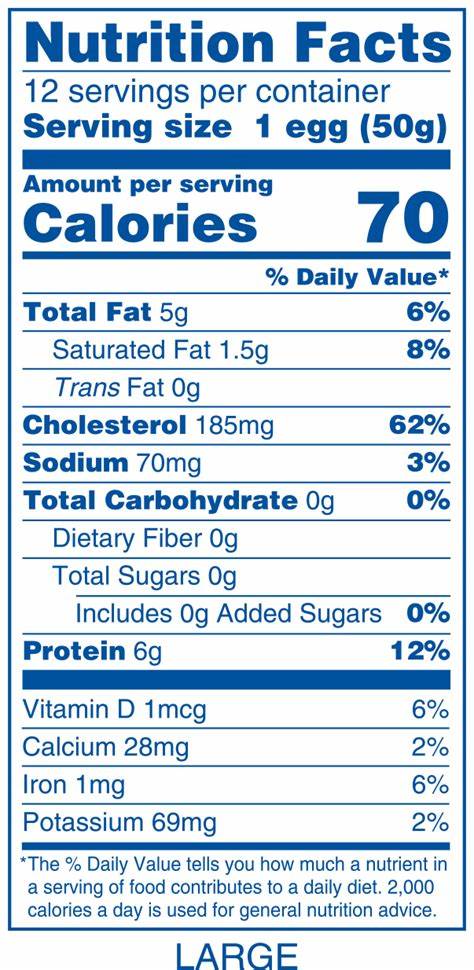 Nutrition Facts
12 servings per container
Serving size 1 egg (50g)
Amount per serving
Calories 70
% Daily Value*
Total Fat 5g 6%
Saturated Fat 1.5g 8%
Trans Fat 0g
Cholesterol 185mg 62%
Sodium 70mg 3%
Total Carbohydrate 0g 0%
Dietary Fiber 0g
Total Sugars 0g
Includes 0g Added Sugars 0%
Protein 6g 12%
Vitamin D 1mcg 6%
Calcium 28mg 2%
Iron 1mg 6%
Potassium 69mg 2%
*The % Daily Value tells you how much a nutrient in
a serving of food contributes to a daily diet. 2,000
calories a day is used for general nutrition advice.
LARGE